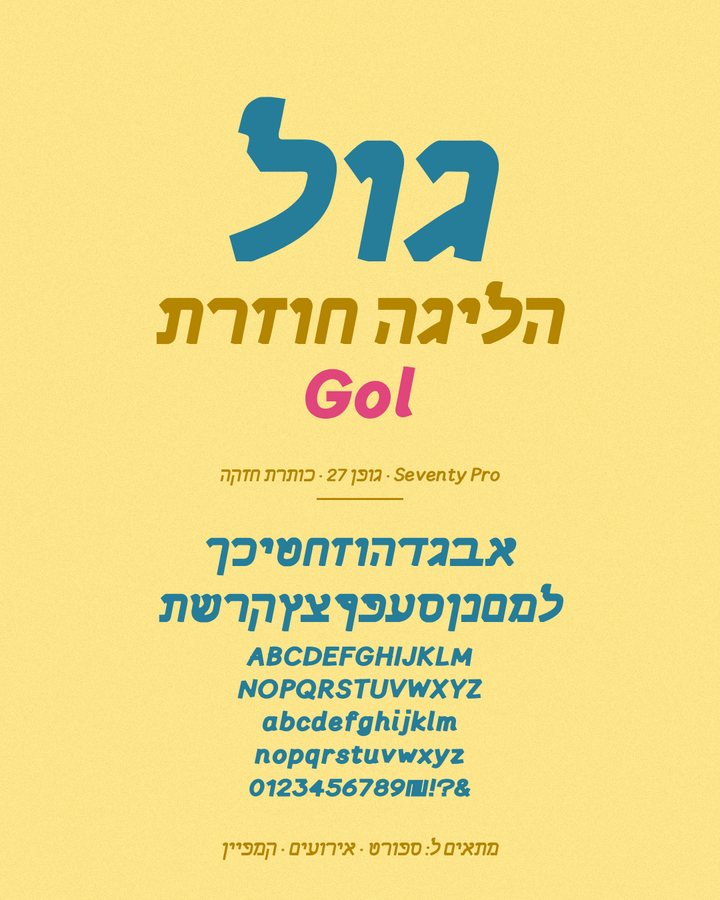 גול
הליגה חוזרת
Gol
Seventy Pro · גופן 27 · כותרת חזקה
אבגדהוזחטיכך
למםנןסעפףצץקרשת
ABCDEFGHIJKLM
NOPQRSTUVWXYZ
abcdefghijklm
nopqrstuvwxyz
0123456789₪!?&
מתאים ל: ספורט · אירועים · קמפיין